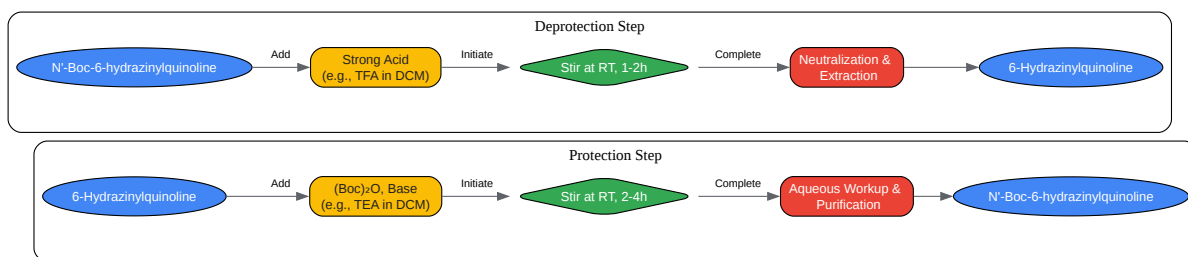 Deprotection Step
N'-Boc-6-hydrazinylquinoline
Add
Strong Acid
(e.g., TFA in DCM)
Initiate
Stir at RT, 1-2h
Complete
Neutralization &
Extraction
6-Hydrazinylquinoline
Protection Step
6-Hydrazinylquinoline
Add
(Boc)₂O, Base
(e.g., TEA in DCM)
Initiate
Stir at RT, 2-4h
Complete
Aqueous Workup &
Purification
N'-Boc-6-hydrazinylquinoline